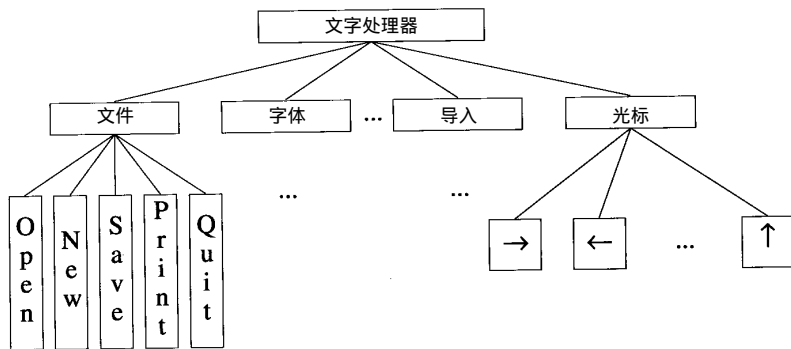 文字处理器
文件
字体
...
导入
光标
...
...
Open
New
Save
Print
Quit
→
←
...
↑